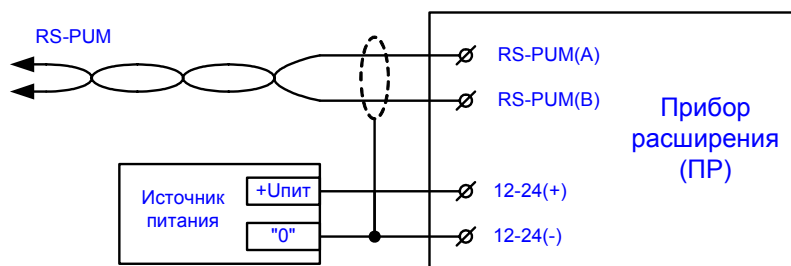 RS-PUM
RS-PUM(A)
RS-PUM(B)
Прибор
расширения
(ПР)
Источник
питания
+Uпит
"0"
12-24(+)
12-24(-)